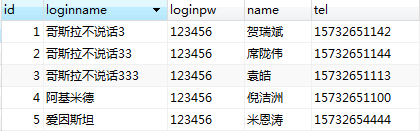 id loginname loginpw name tel
1 哥斯拉不说话3 123456 贺瑞斌 15732651142
2 哥斯拉不说话33 123456 席陇伟 15732651144
3 哥斯拉不说话333 123456 袁皓 15732651113
4 阿基米德 123456 倪洁洲 15732651100
5 爱因斯坦 123456 米恩涛 15732654444